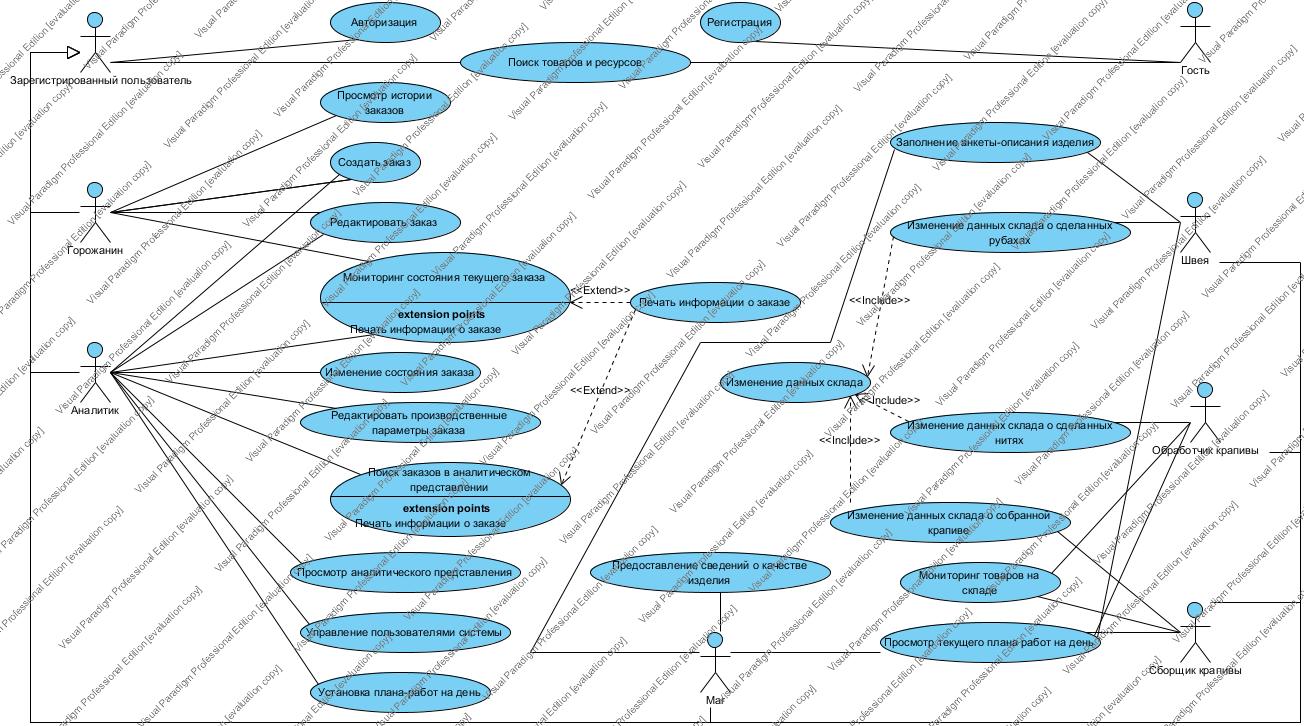 Авторизация
Регистрация
Поиск товаров и ресурсов
Зарегистрированный пользователь
Гость
Просмотр истории
заказов
Заполнение анкеты-описания изделия
Создать заказ
Горожанин
Редактировать заказ
Изменение данных склада о сделанных
рубахах
Швея
Мониторинг состояния текущего заказа
extension points
Печать информации о заказе
<<Extend>>
Печать информации о заказе
<<Include>>
Аналитик
Изменение состояния заказа
<<Extend>>
Изменение данных склада
<<Include>>
Редактировать производственные
параметры заказа
<<Include>>
Изменение данных склада о сделанных
нитях
Обработчик крапивы
Поиск заказов в аналитическом
представлении
extension points
Печать информации о заказе
Изменение данных склада о собранной
крапиве
Просмотр аналитического представления
Предоставление сведений о качестве
изделия
Мониторинг товаров на
складе
Управление пользователями системы
Просмотр текущего плана работ на день
Сборщик крапивы
Установка плана-работ на день
Маг
Visual Paradigm Professional Edition [evaluation copy]